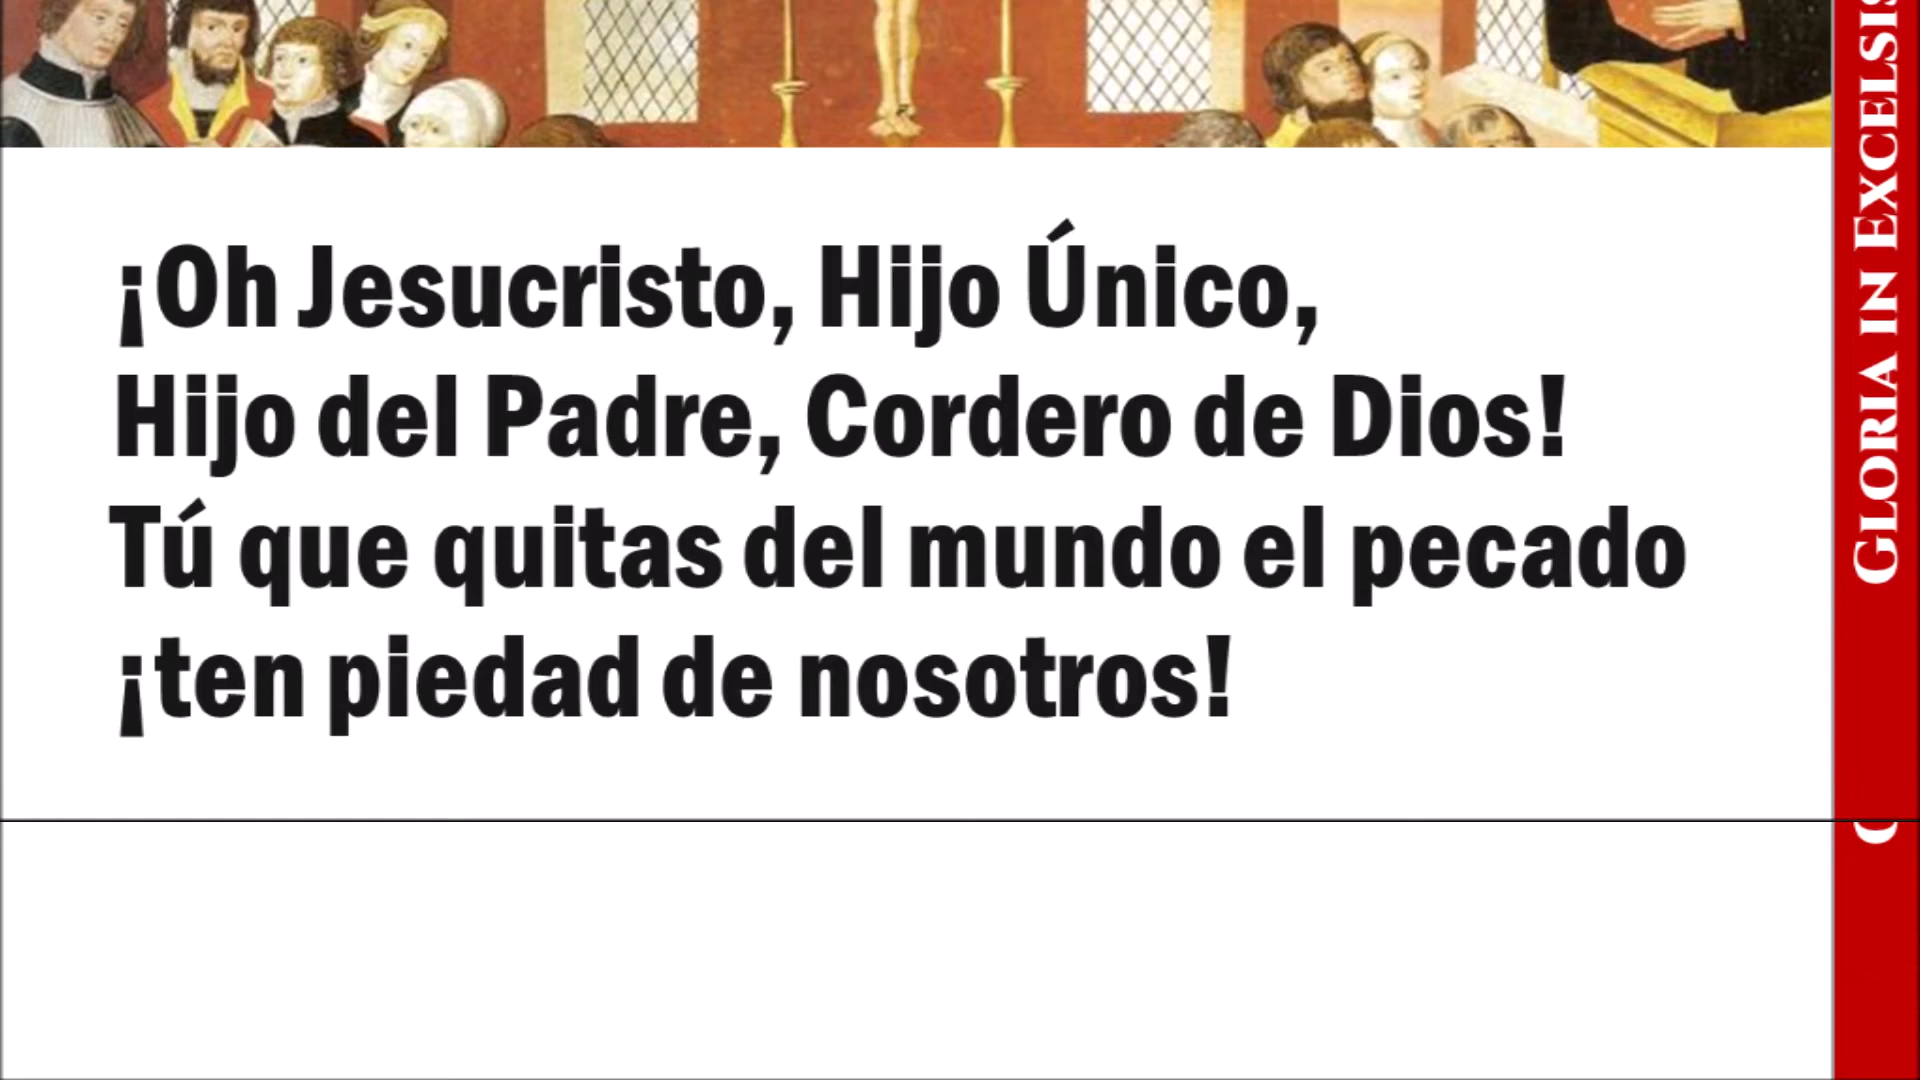 ¡Oh Jesucristo, Hijo Único,
Hijo del Padre, Cordero de Dios!
Tú que quitas del mundo el pecado
¡ten piedad de nosotros!
GLORIA IN EXCELSIS